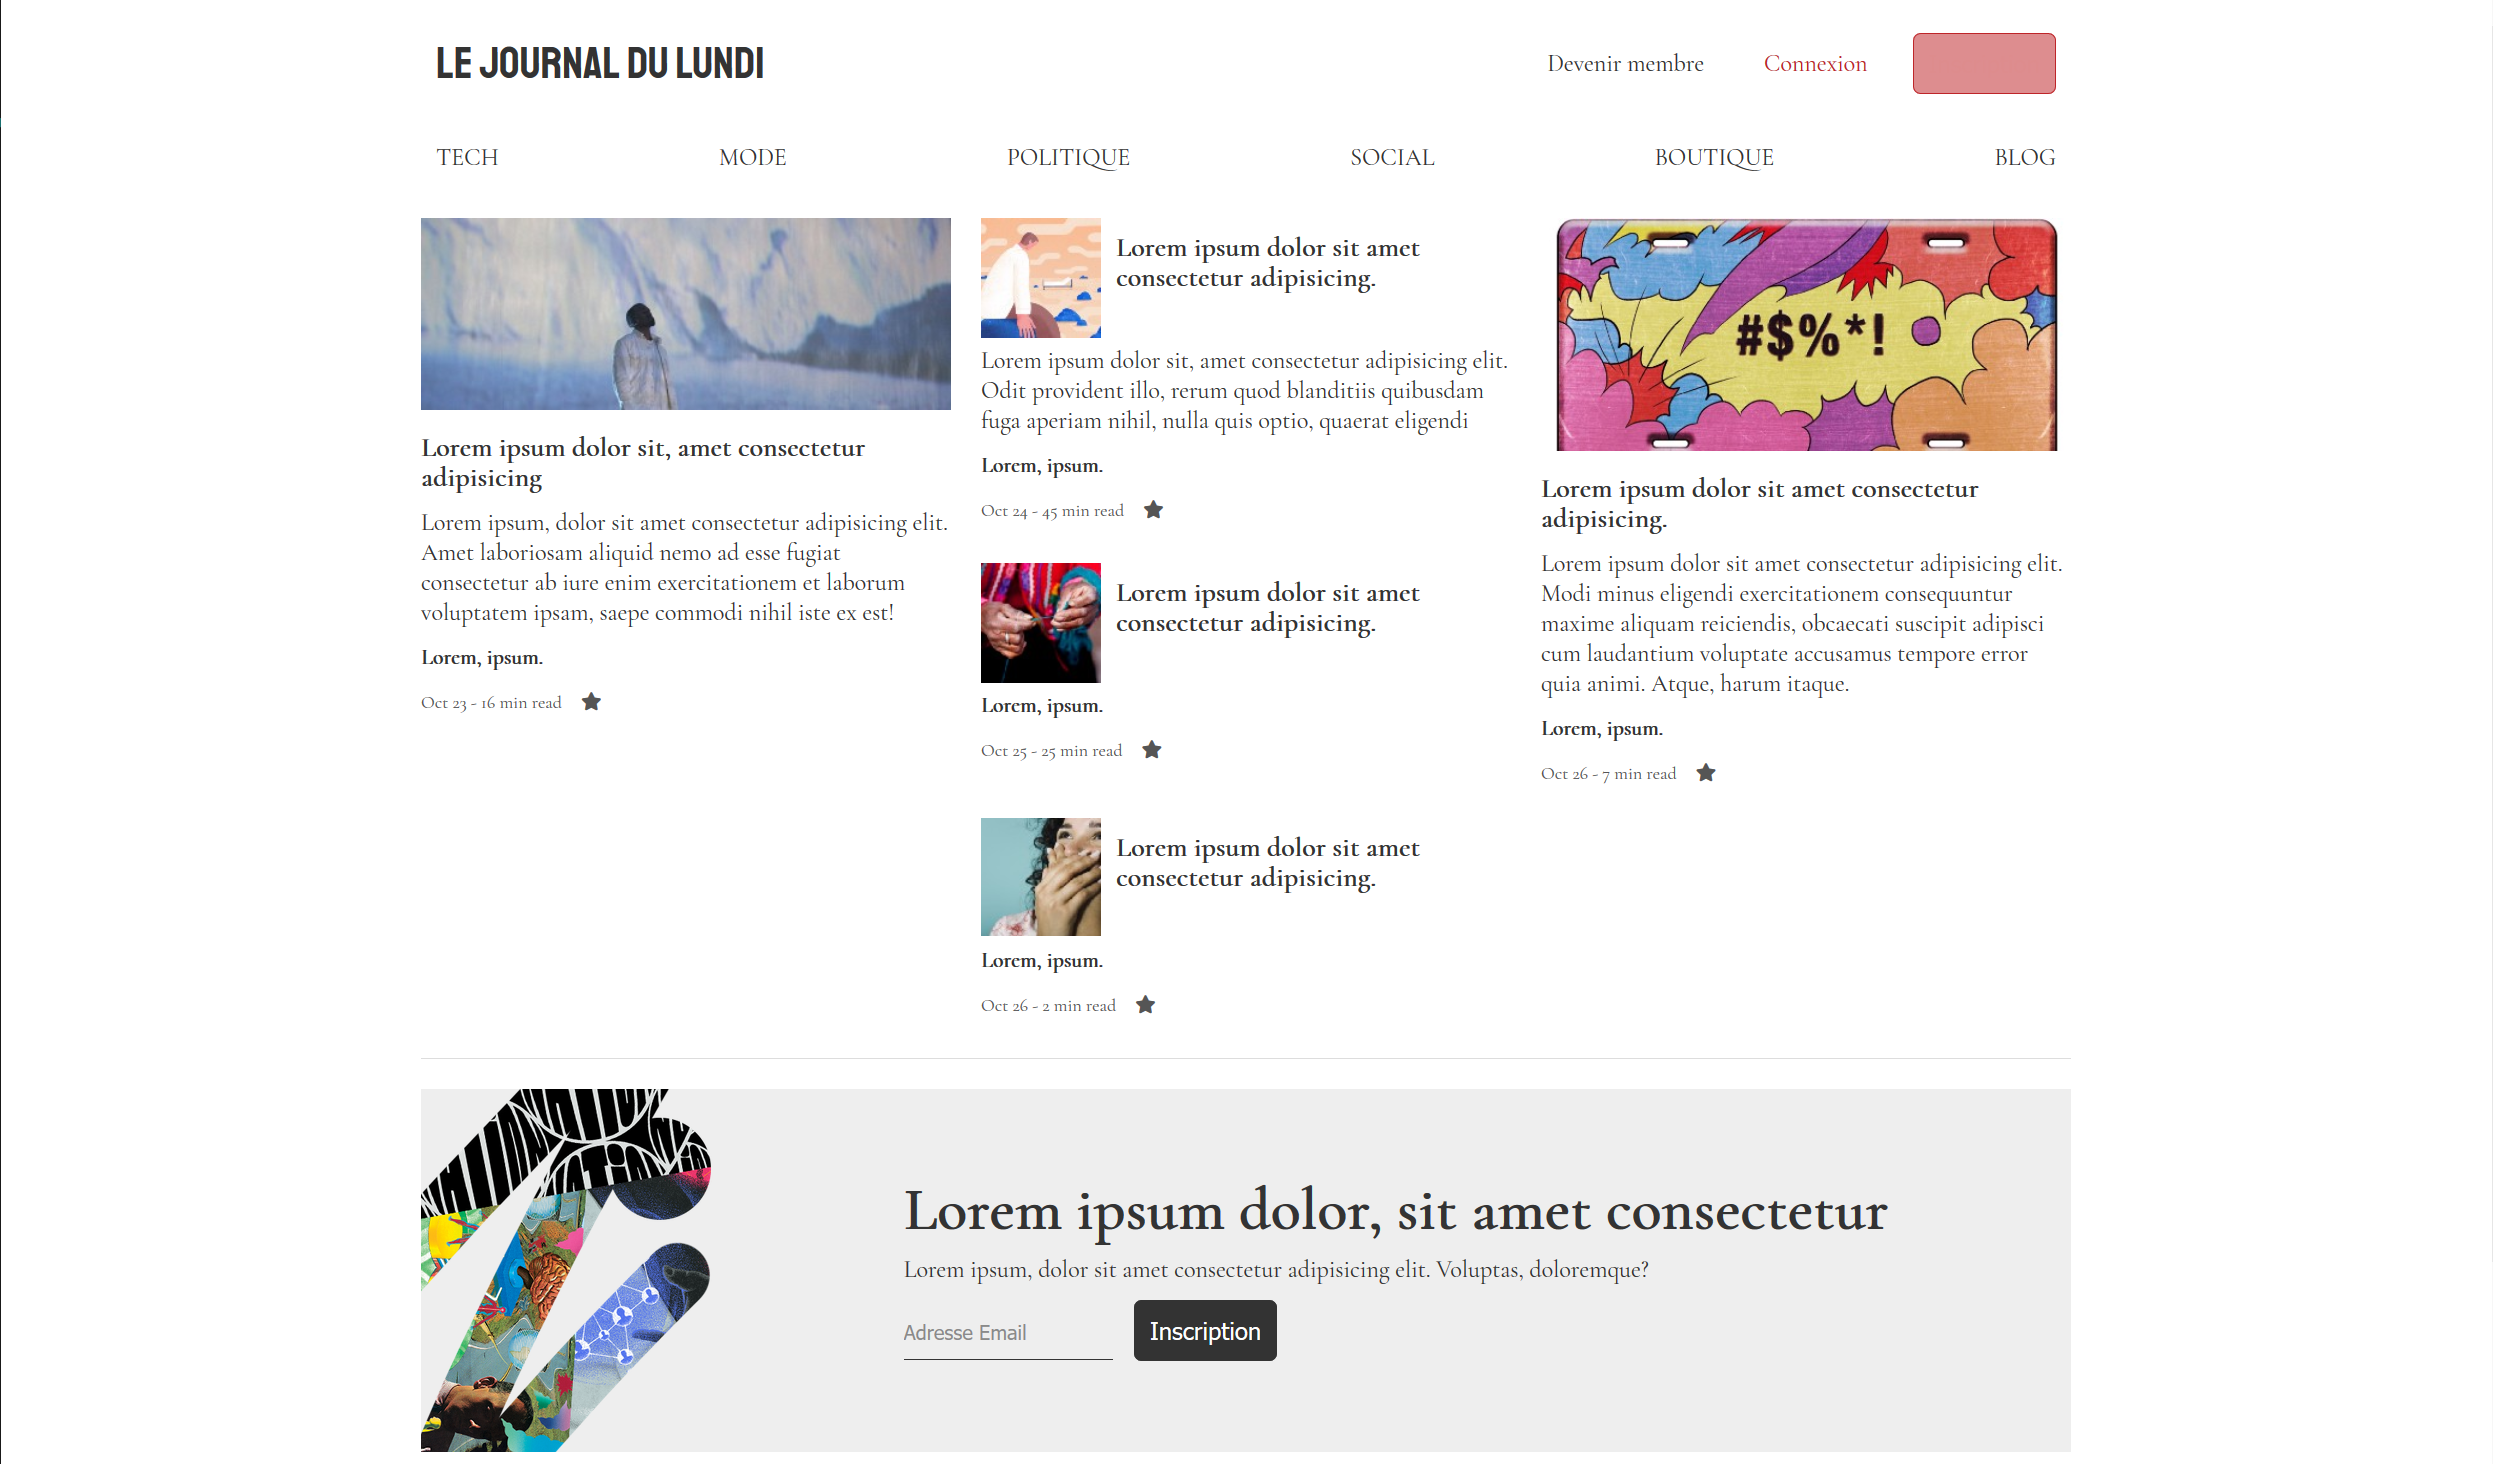 LE JOURNAL DU LUNDI
Devenir membre
Connexion
TECH
MODE
POLITIQUE
SOCIAL
BOUTIQUE
BLOG
Lorem ipsum dolor sit, amet consectetur
adipisicing
Lorem ipsum, dolor sit amet consectetur adipisicing elit.
Amet laboriosam aliquid nemo ad esse fugiat
consectetur ab iure enim exercitationem et laborum
voluptatem ipsam, saepe commodi nihil iste ex est!
Lorem, ipsum.
Oct 23 - 16 min read
Lorem ipsum dolor sit amet
consectetur adipisicing.
Lorem ipsum dolor sit, amet consectetur adipisicing elit.
Odit provident illo, rerum quod blanditiis quibusdam
fuga aperiam nihil, nulla quis optio, quaerat eligendi
Lorem, ipsum.
Oct 24 - 45 min read
Lorem ipsum dolor sit amet
consectetur adipisicing.
Lorem, ipsum.
Oct 25 - 25 min read
Lorem ipsum dolor sit amet
consectetur adipisicing.
Lorem, ipsum.
Oct 26 - 2 min read
#$%*!
Lorem ipsum dolor sit amet consectetur
adipisicing.
Lorem ipsum dolor sit amet consectetur adipisicing elit.
Modi minus eligendi exercitationem consequuntur
maxime aliquam reiciendis, obcaecati suscipit adipisci
cum laudantium voluptate accusamus tempore error
quia animi. Atque, harum itaque.
Lorem, ipsum.
Oct 26 - 7 min read
Lorem ipsum dolor, sit amet consectetur
Lorem ipsum, dolor sit amet consectetur adipisicing elit. Voluptas, doloremque?
Adresse Email
Inscription